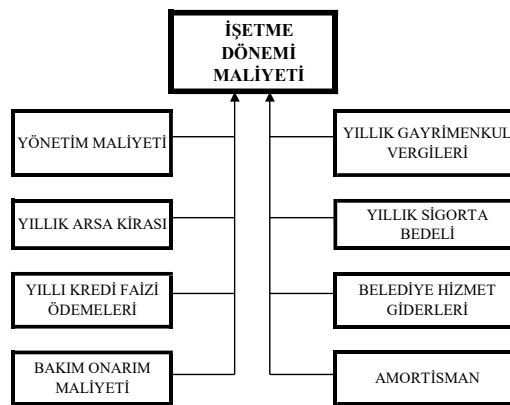 İŞETME
DÖNEMİ
MALİYETİ
YÖNETİM MALİYETİ
YILLIK ARSA KİRASI
YILLI KREDİ FAİZİ
ÖDEMELERİ
BAKIM ONARIM
MALİYETİ
YILLIK GAYRİMENKUL
VERGİLERİ
YILLIK SİGORTA
BEDELİ
BELEDİYE HİZMET
GİDERLERİ
AMORTİSMAN